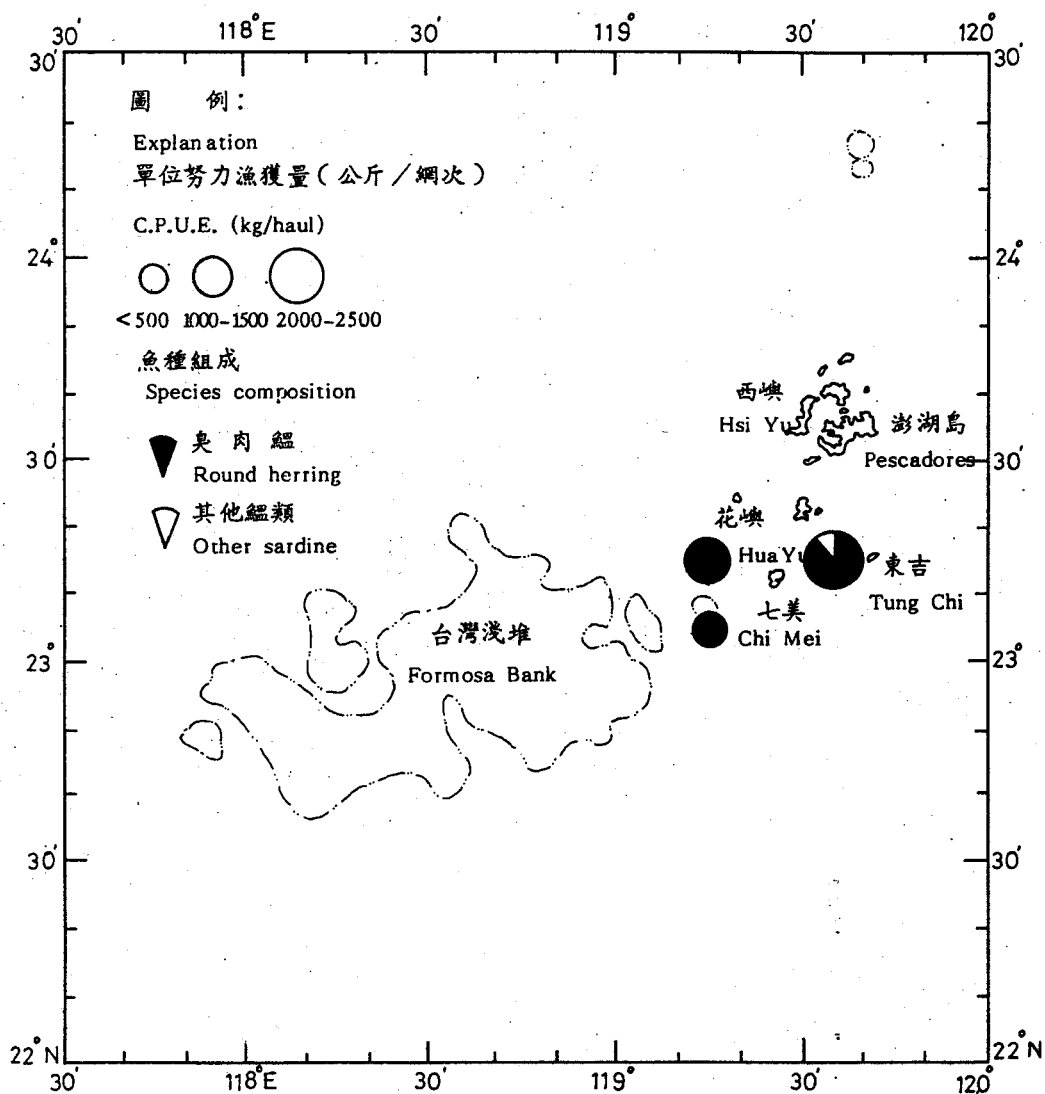 30′ 118°E 30′ 119° 30′ 120°
30′ 30′
圖 例：
Explanation
單位努力漁獲量（公斤／網次）
C.P.U.E. (kg/haul)
24° 24°
<500 1000-1500 2000-2500
魚種組成
Species composition
西嶼
Hsi Yu
澎湖島
Pescadores
臭肉鰮
Round herring
30′ 30′
其他鰮類
Other sardine
花嶼
Hua Yu
東吉
Tung Chi
七美
Chi Mei
台灣淺堆
Formosa Bank
23° 23°
30′ 30′
22°N 22°N
30′ 118°E 30′ 119° 30′ 120°